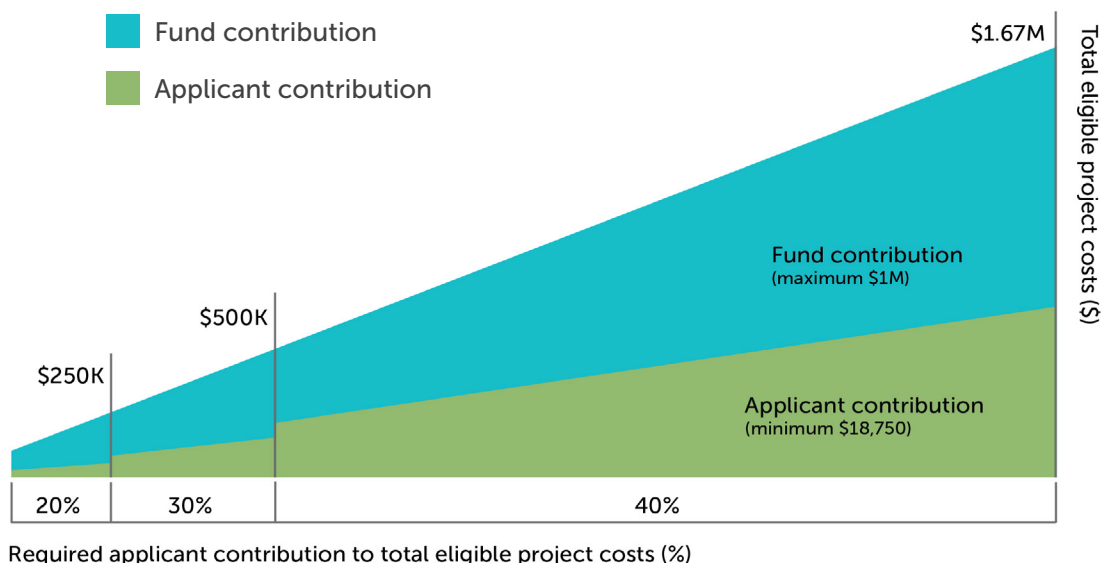 Fund contribution
Applicant contribution
$1.67M
Total eligible project costs ($)
Fund contribution
(maximum $1M)
$500K
$250K
Applicant contribution
(minimum $18,750)
20%
30%
40%
Required applicant contribution to total eligible project costs (%)